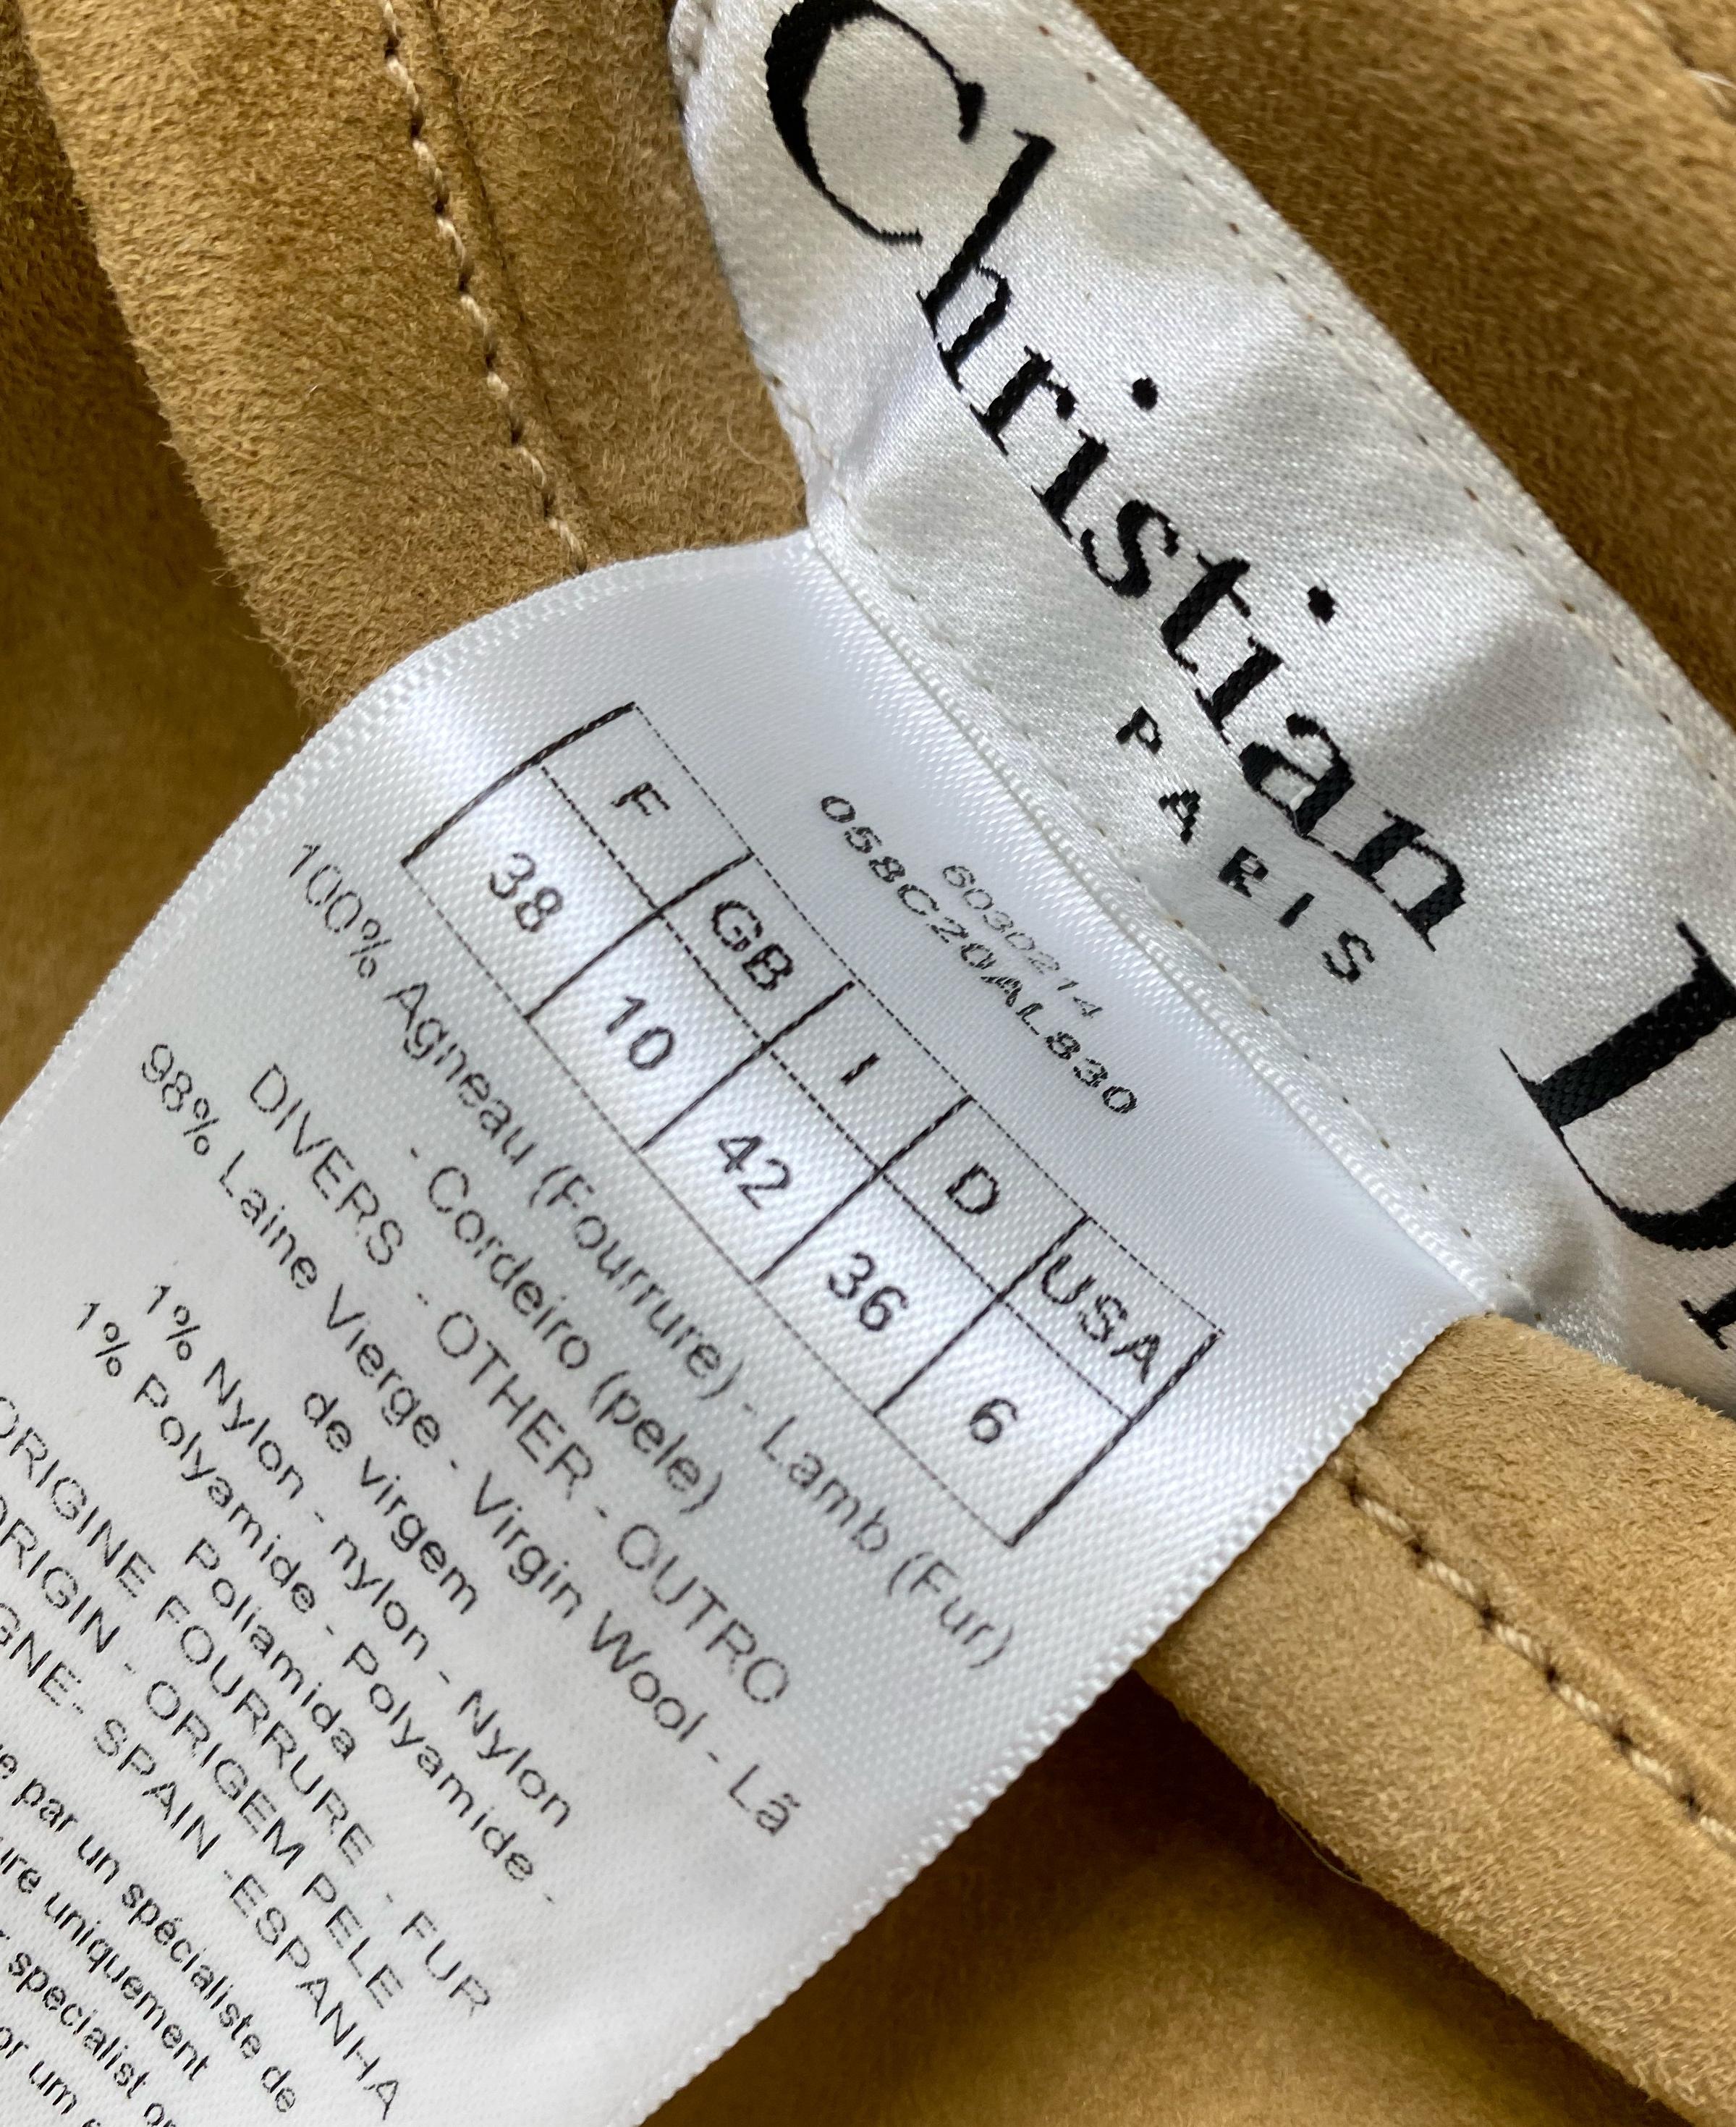 Christian
PARIS
6030214
058C20AL830
F GB I D USA
38 10 42 36 6
100% Agneau (Fourrure) - Lamb (Fur)
- Cordeiro (pele)
DIVERS - OTHER - OUTRO
98% Laine Vierge - Virgin Wool - Lã
de virgem
1% Nylon - nylon - Nylon
1% Polyamide - Polyamide -
Poliamida
ORIGINE FOURRURE - FUR
ORIGIN - ORIGEM PELE
SPAIN -ESPANHA
par un spécialiste de
uniquement
specialist
um